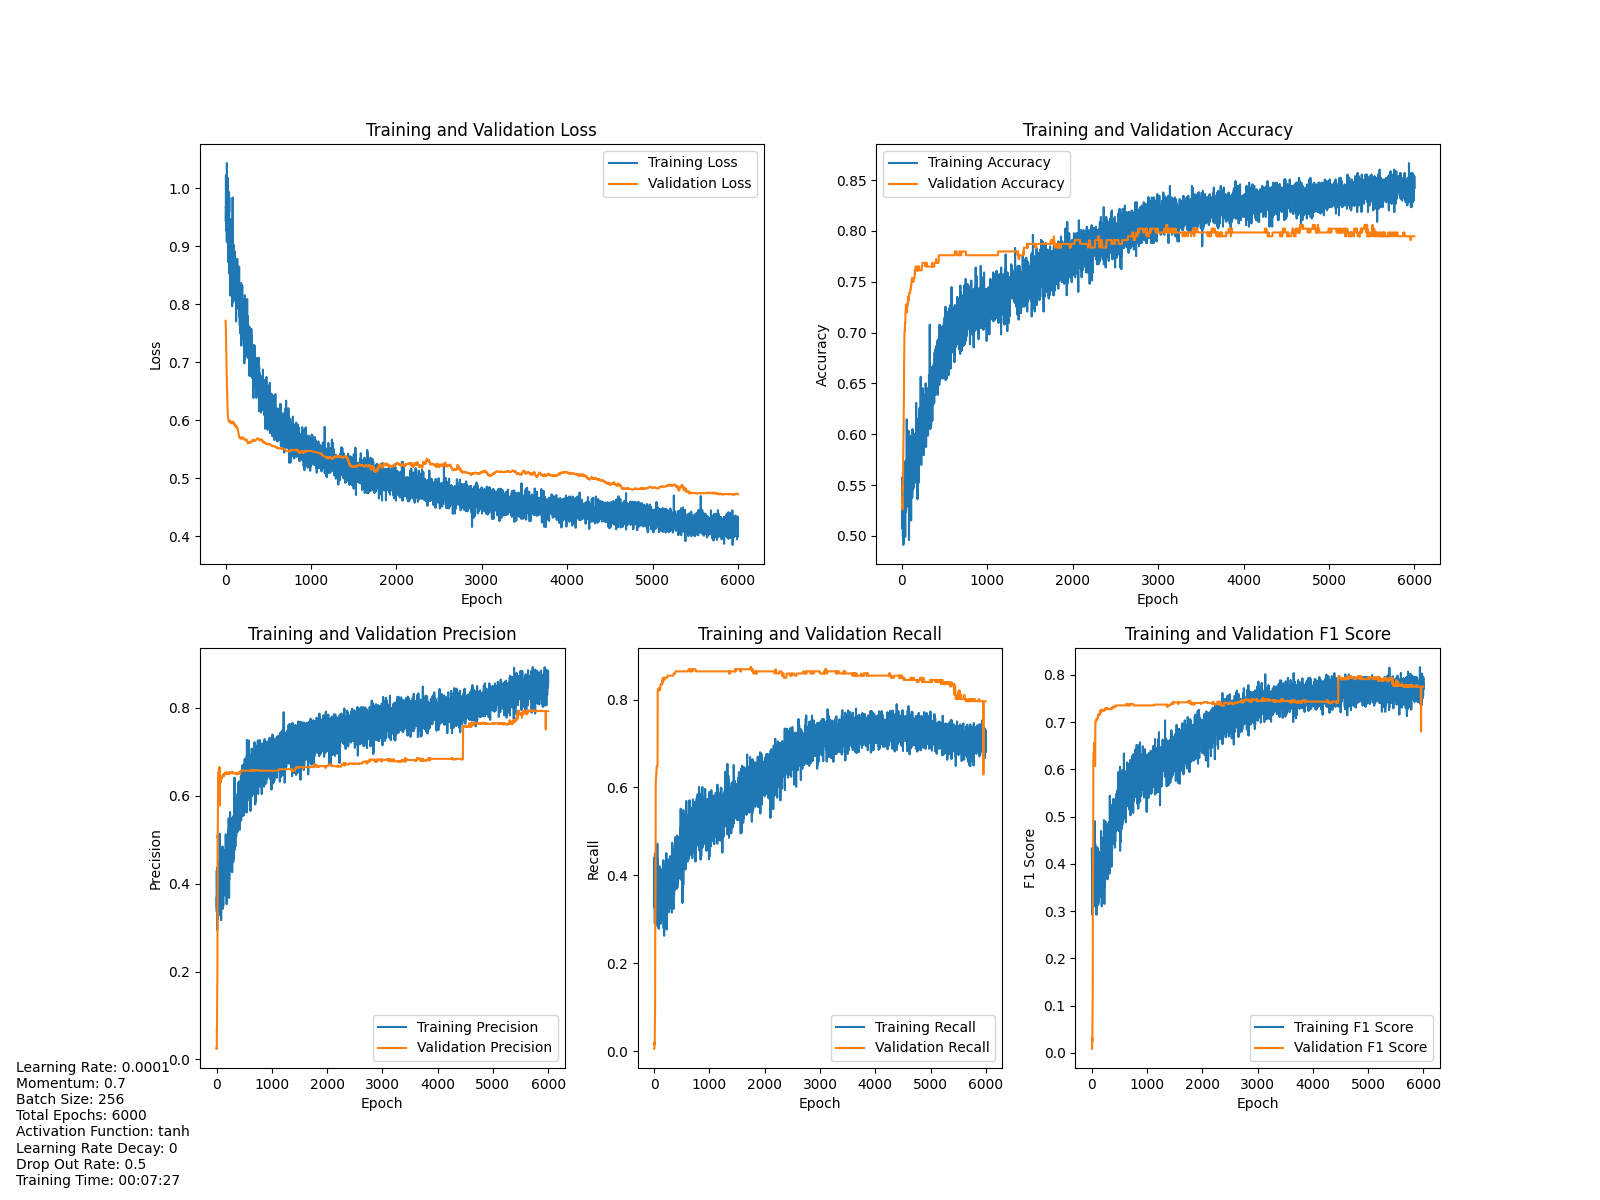 Training and Validation Loss
Training Loss
Validation Loss
1.0
0.9
0.8
0.7
0.6
0.5
0.4
Loss
0 1000 2000 3000 4000 5000 6000
Epoch
Training and Validation Accuracy
Training Accuracy
Validation Accuracy
0.85
0.80
0.75
0.70
0.65
0.60
0.55
0.50
Accuracy
0 1000 2000 3000 4000 5000 6000
Epoch
Training and Validation Precision
0.8
0.6
0.4
0.2
0.0
Precision
Training Precision
Validation Precision
0 1000 2000 3000 4000 5000 6000
Epoch
Training and Validation Recall
0.8
0.6
0.4
0.2
0.0
Recall
Training Recall
Validation Recall
0 1000 2000 3000 4000 5000 6000
Epoch
Training and Validation F1 Score
0.8
0.7
0.6
0.5
0.4
0.3
0.2
0.1
0.0
F1 Score
Training F1 Score
Validation F1 Score
0 1000 2000 3000 4000 5000 6000
Epoch
Learning Rate: 0.0001
Momentum: 0.7
Batch Size: 256
Total Epochs: 6000
Activation Function: tanh
Learning Rate Decay: 0
Drop Out Rate: 0.5
Training Time: 00:07:27